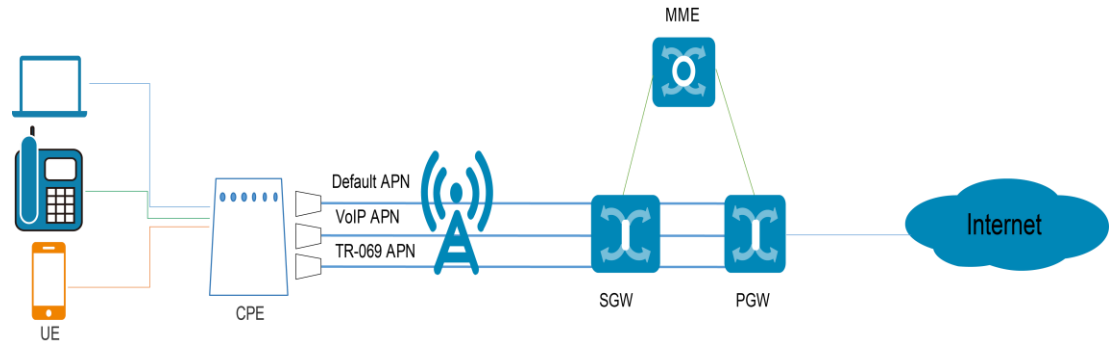 MME
Default APN
VoIP APN
TR-069 APN
Internet
SGW
PGW
CPE
UE